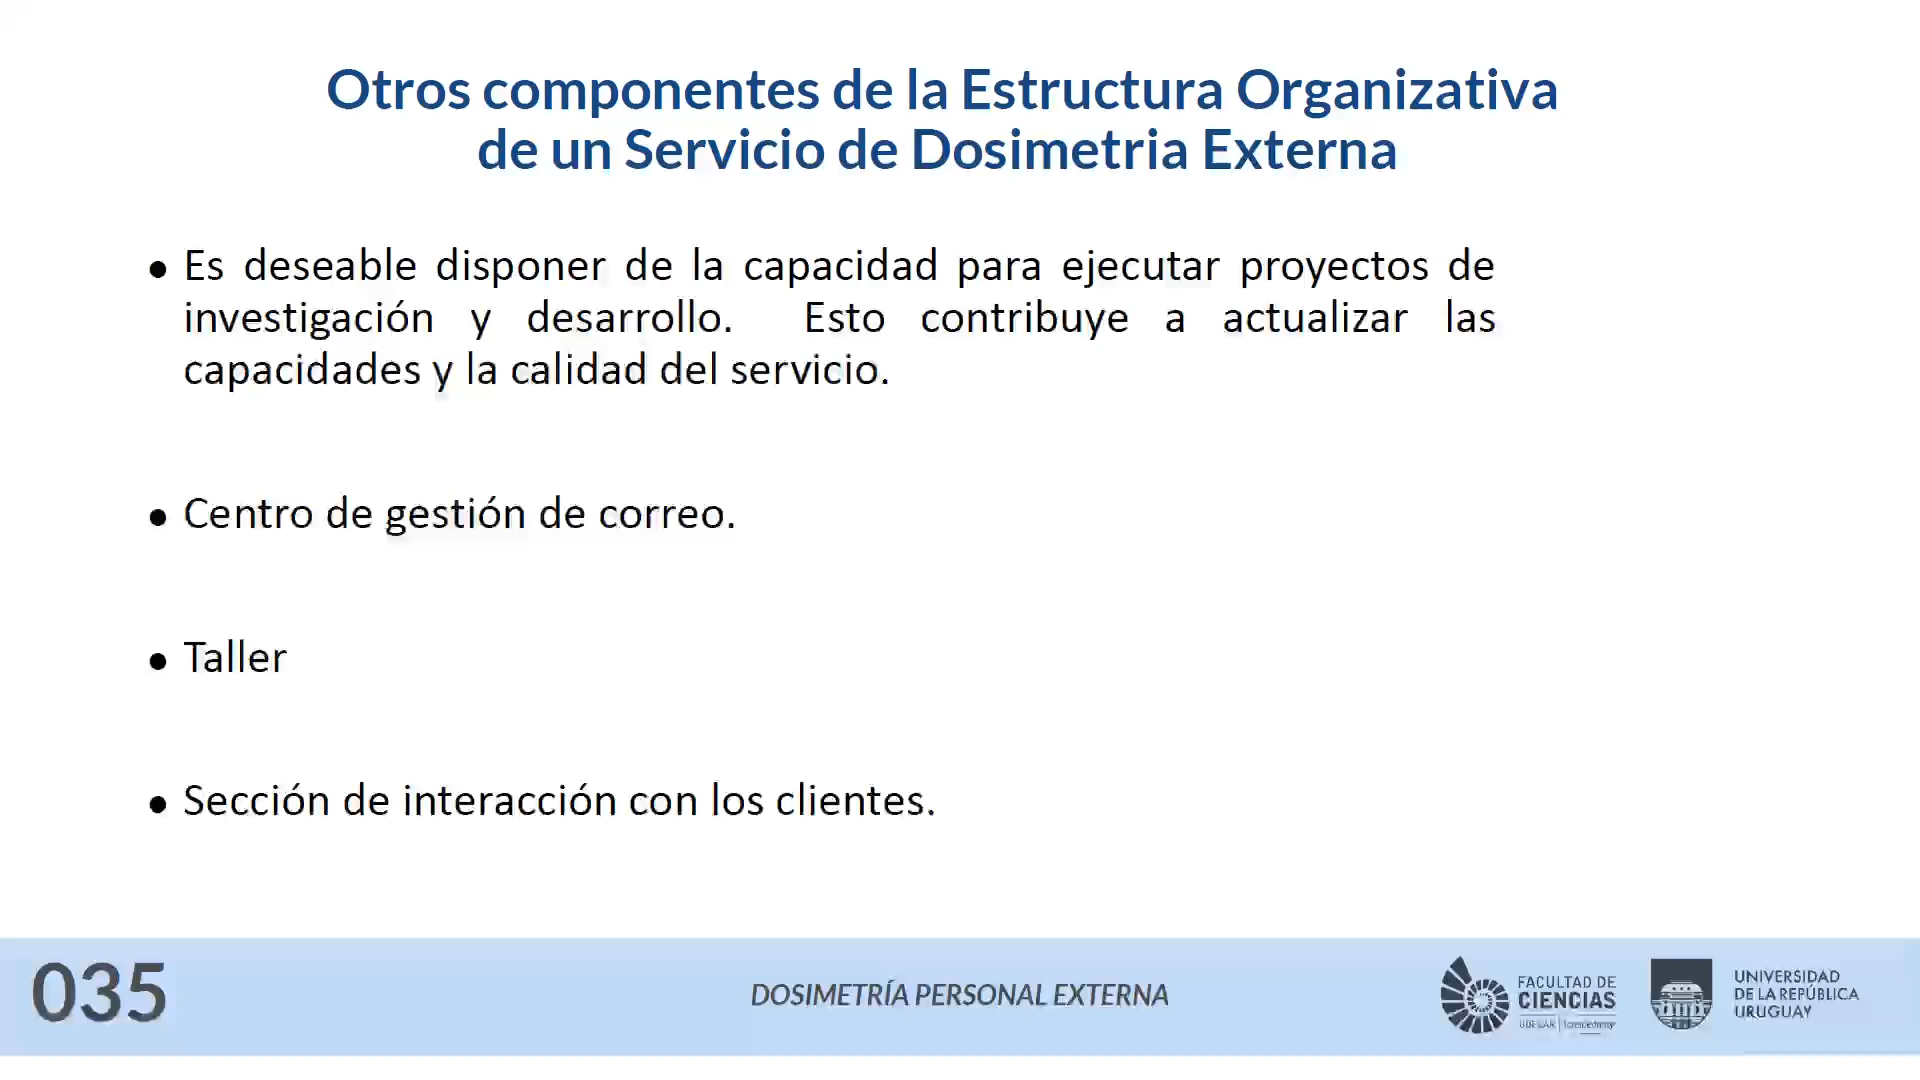 Otros componentes de la Estructura Organizativa
de un Servicio de Dosimetria Externa
• Es deseable disponer de la capacidad para ejecutar proyectos de
investigación y desarrollo. Esto contribuye a actualizar las
capacidades y la calidad del servicio.
• Centro de gestión de correo.
• Taller
• Sección de interacción con los clientes.
035
DOSIMETRÍA PERSONAL EXTERNA
FACULTAD DE
CIENCIAS
UNIVERSIDAD
DE LA REPÚBLICA
URUGUAY